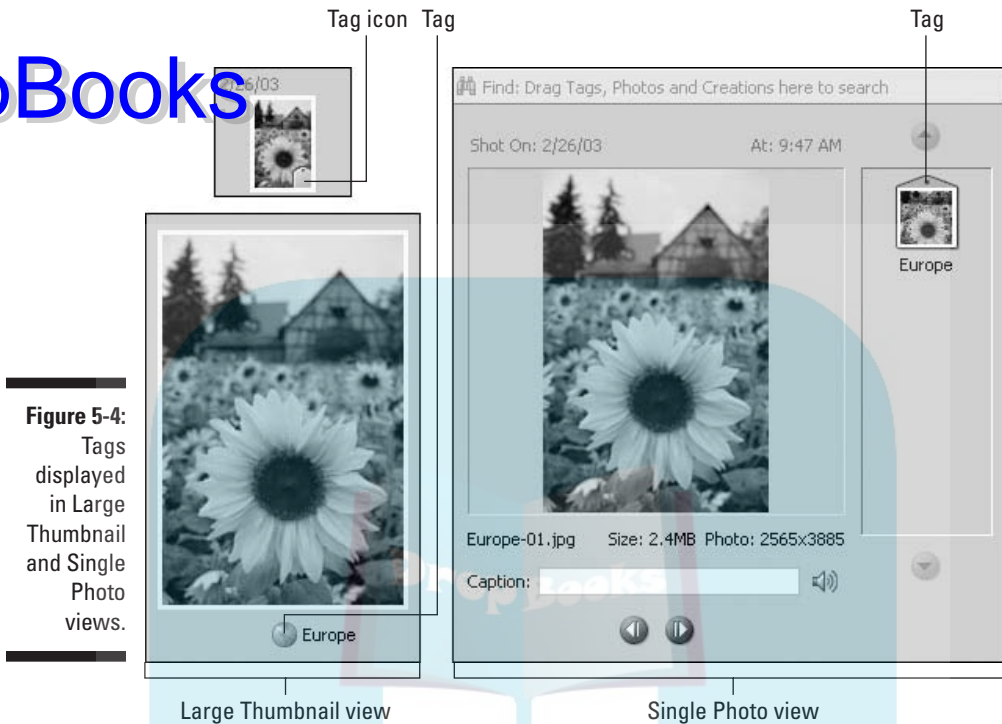 Tag icon Tag Tag
pBooks
2/26/03
Find: Drag Tags, Photos and Creations here to search
Shot On: 2/26/03 At: 9:47 AM
Europe
Europe-01.jpg Size: 2.4MB Photo: 2565x3885
Caption:
DropBooks
Europe
Figure 5-4:
Tags
displayed
in Large
Thumbnail
and Single
Photo
views.
Large Thumbnail view Single Photo view